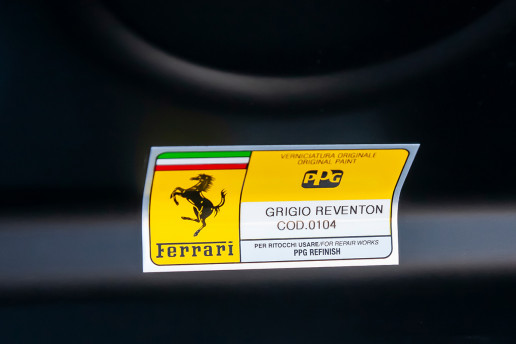 VERNICIATURA ORIGINALE
ORIGINAL PAINT
PPG
GRIGIO REVENTON
COD.0104
Ferrari
PER RITOCCHI USARE/FOR REPAIR WORKS
PPG REFINISH